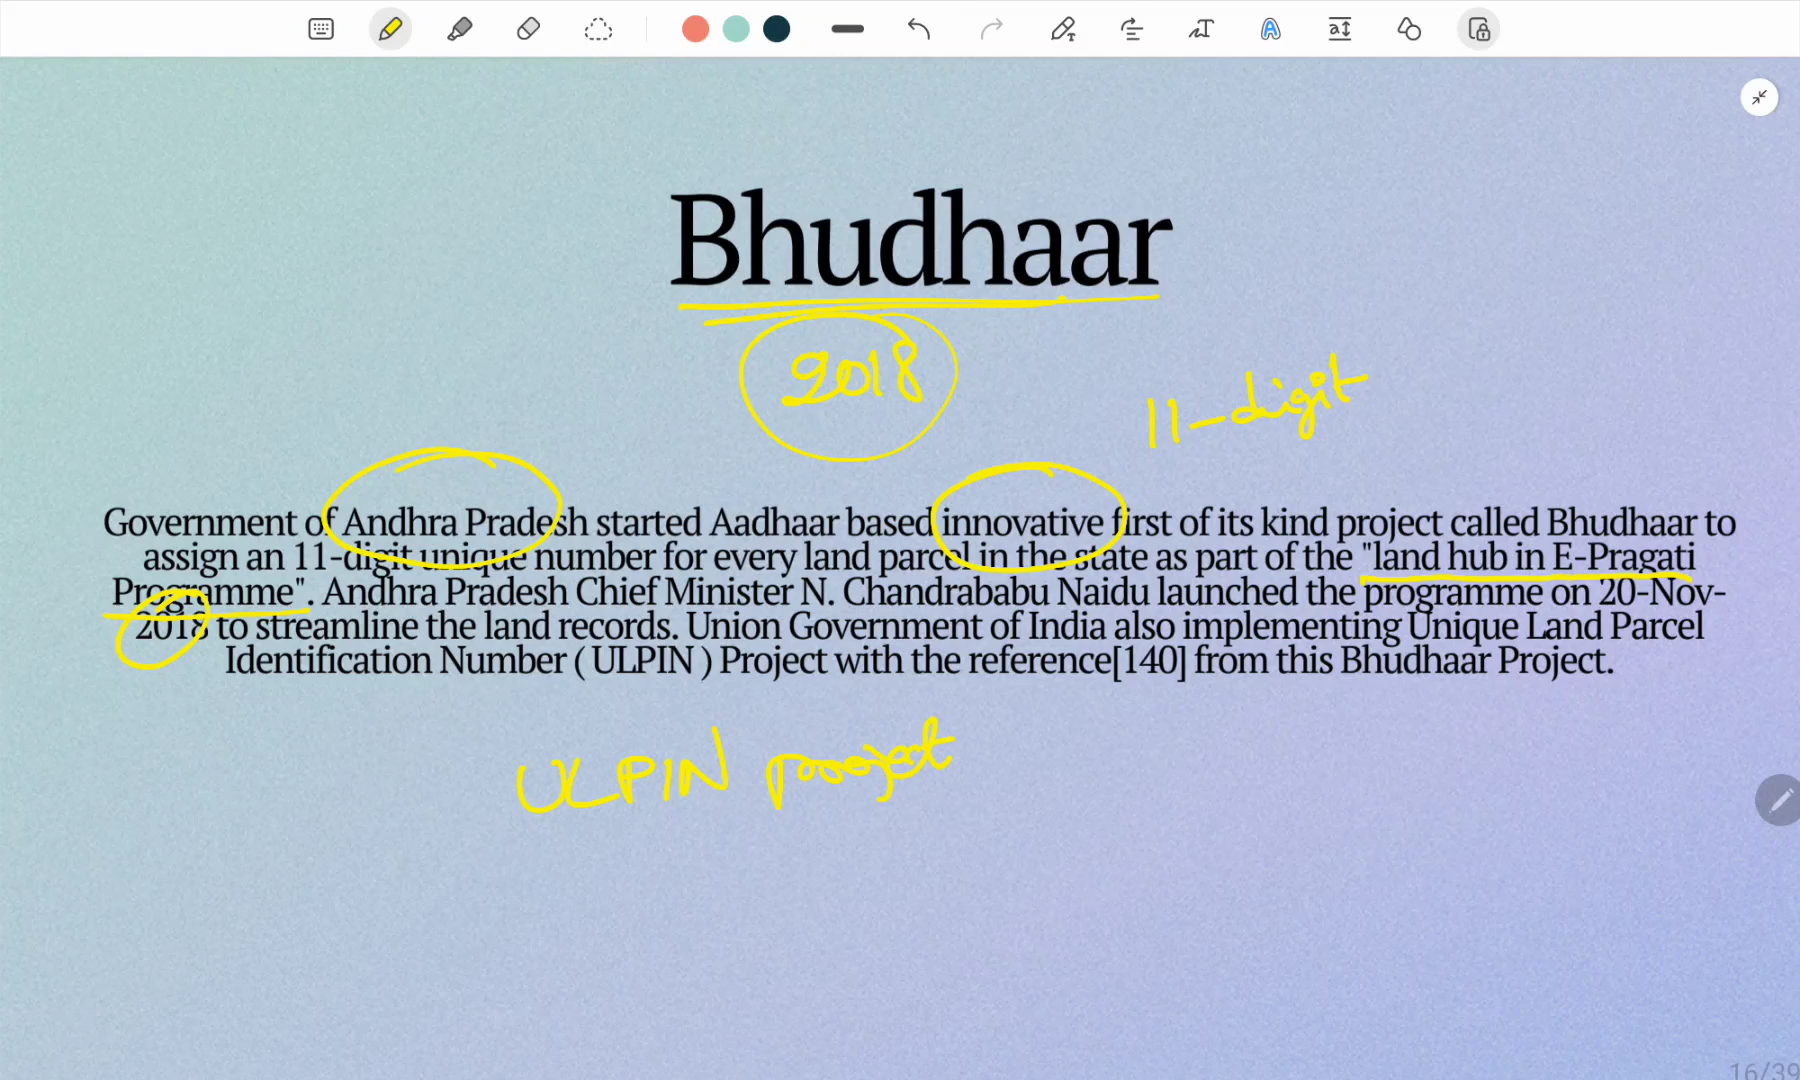 Bhudhaar
2018
11-digit
Government of Andhra Pradesh started Aadhaar based innovative first of its kind project called Bhudhaar to
assign an 11-digit unique number for every land parcel in the state as part of the "land hub in E-Pragati
Programme". Andhra Pradesh Chief Minister N. Chandrababu Naidu launched the programme on 20-Nov-
2018 to streamline the land records. Union Government of India also implementing Unique Land Parcel
Identification Number ( ULPIN ) Project with the reference[140] from this Bhudhaar Project.
ULPIN project
16/39